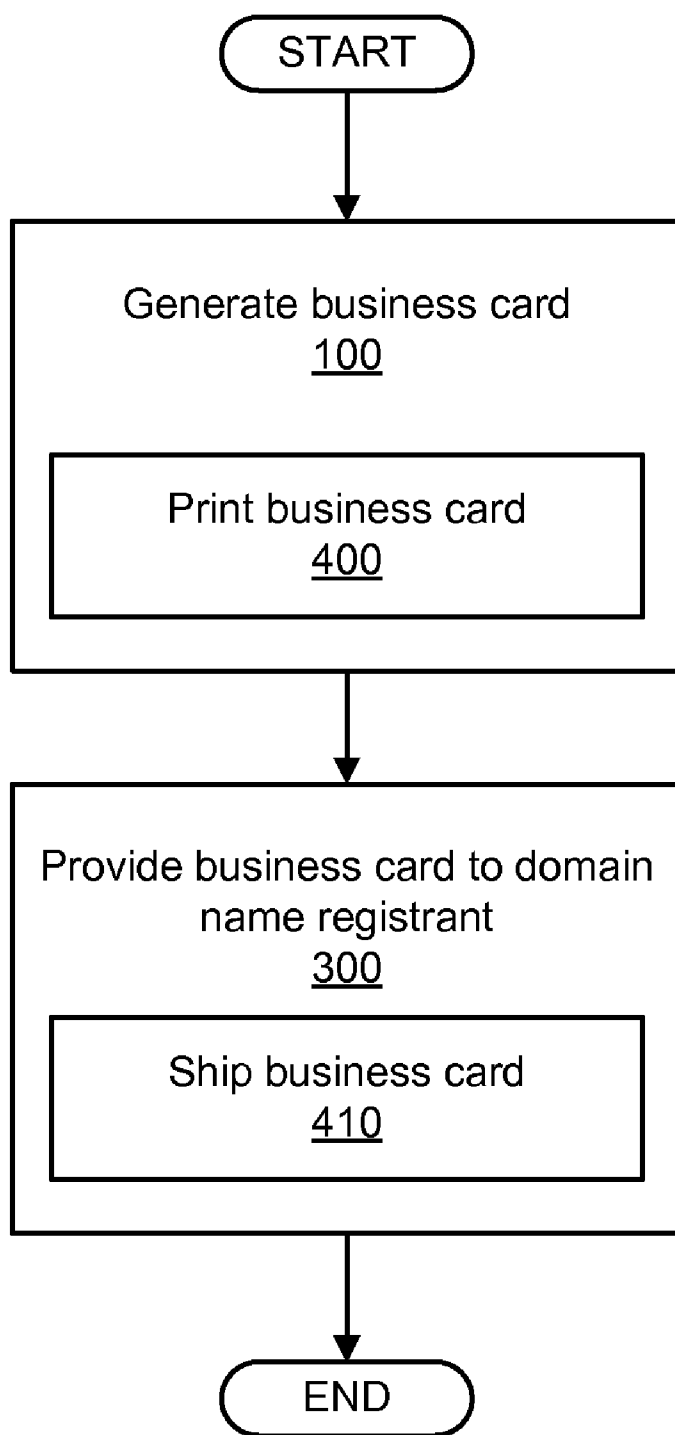 START
Generate business card
100
Print business card
400
Provide business card to domain
name registrant
300
Ship business card
410
END